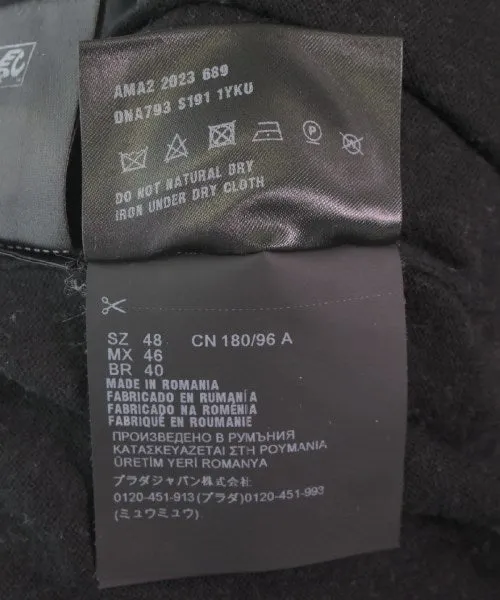 AMA2 2023 689
DNA793 S191 1YKU
DO NOT NATURAL DRY
IRON UNDER DRY CLOTH
SZ 48 CN 180/96 A
MX 46
BR 40
MADE IN ROMANIA
FABRICADO EN RUMANÍA
FABRICADO NA ROMÉNIA
FABRIQUÉ EN ROUMANIE
ПРОИЗВЕДЕНО В РУМЪНИЯ
ΚΑΤΑΣΚΕΥΑΖΕΤΑΙ ΣΤΗ ΡΟΥΜΑΝΙΑ
ÜRETİM YERİ ROMANYA
プラダジャパン株式会社
0120-451-913(プラダ)0120-451-993
(ミュウミュウ)